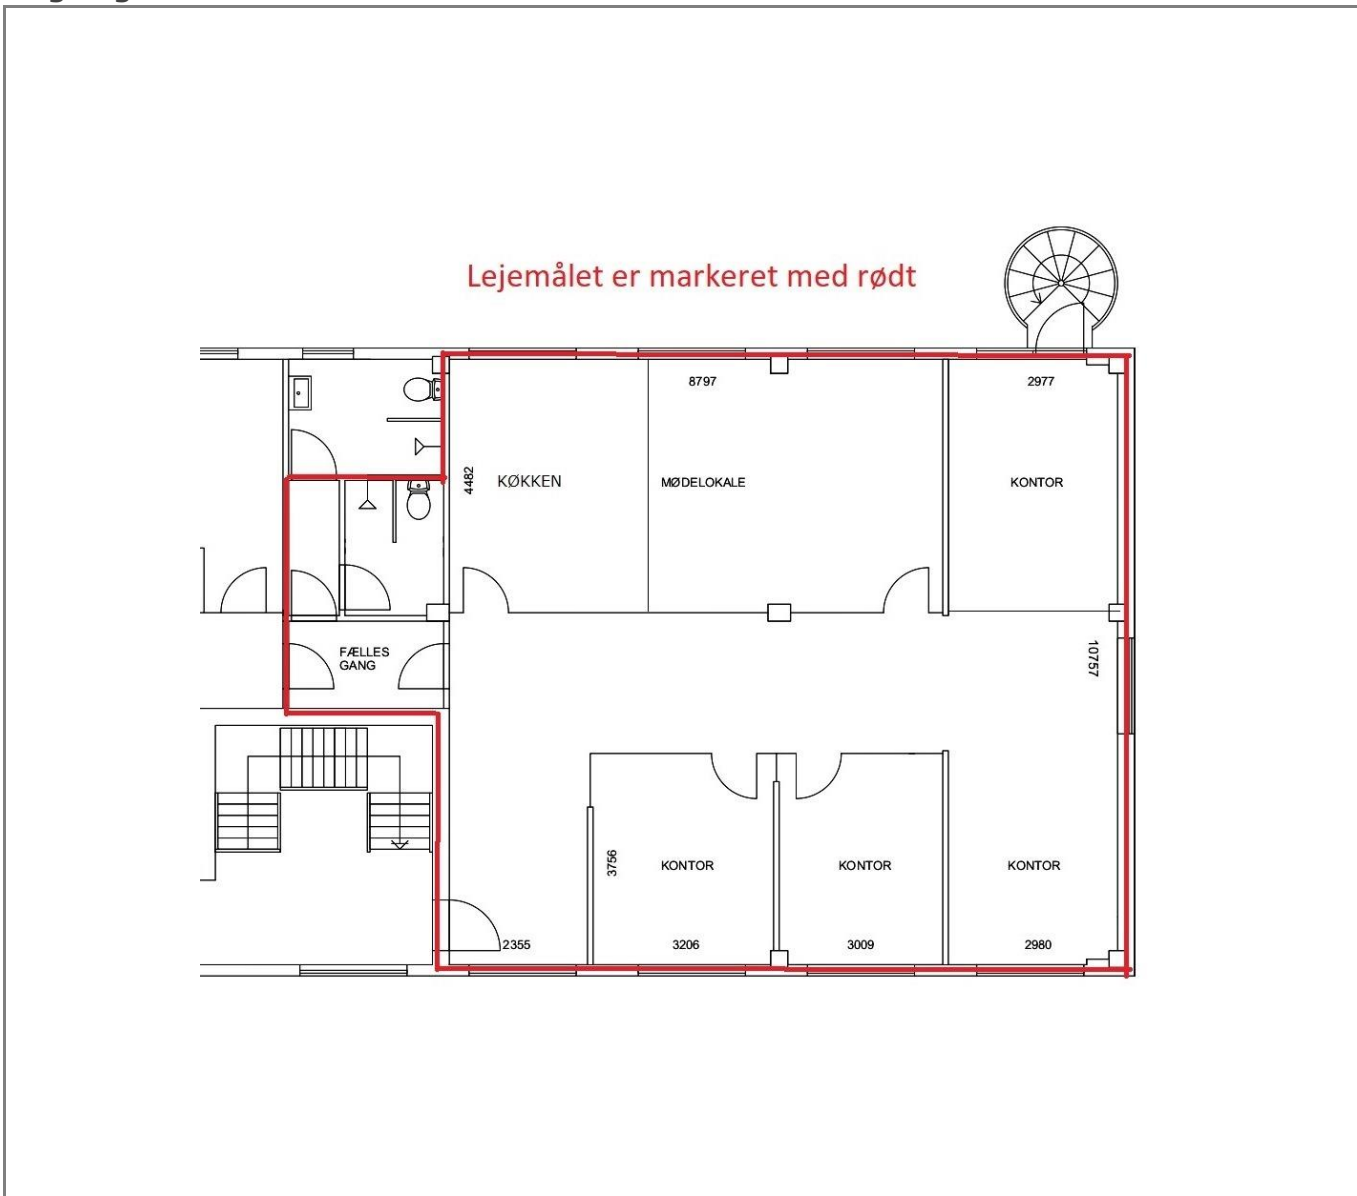 Lejemålet er markeret med rødt
8797
2977
4482
KØKKEN
MØDELOKALE
KONTOR
FÆLLES
GANG
10757
3756
KONTOR
KONTOR
KONTOR
2355
3206
3009
2980